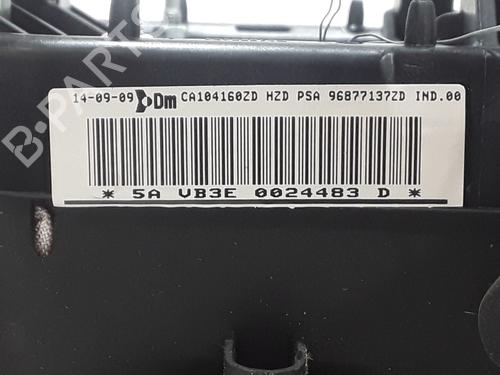 14-09-09 Dm CA104160ZD HZD PSA 96877137ZD IND.00
* 5A VB3E 0024483 D *
B-PARTS